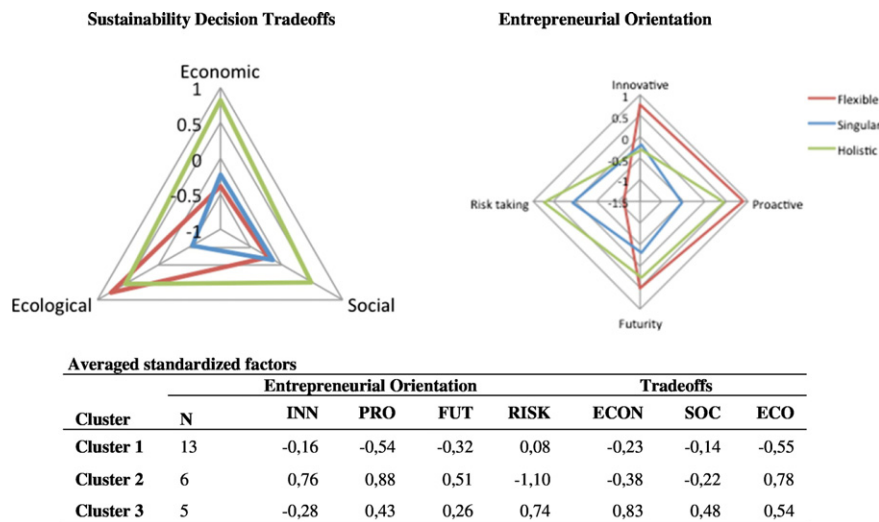 Sustainability Decision Tradeoffs
Entrepreneurial Orientation
Economic
1
0.5
0
-0.5
-1
Ecological
Social
Innovative
1
0.5
0
-0.5
-1
-1.5
Risk taking
Proactive
Futurity
Flexible
Singular
Holistic
Averaged standardized factors
Entrepreneurial Orientation Tradeoffs
Cluster N INN PRO FUT RISK ECON SOC ECO
Cluster 1 13 -0,16 -0,54 -0,32 0,08 -0,23 -0,14 -0,55
Cluster 2 6 0,76 0,88 0,51 -1,10 -0,38 -0,22 0,78
Cluster 3 5 -0,28 0,43 0,26 0,74 0,83 0,48 0,54